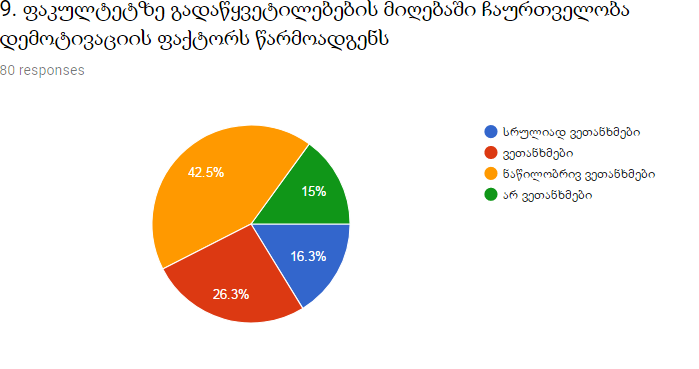 9. ფაკულტეტზე გადაწყვეტილებების მიღებაში ჩაურთველობა
დემოტივაციის ფაქტორს წარმოადგენს
80 responses
სრულიად ვეთანხმები
ვეთანხმები
ნაწილობრივ ვეთანხმები
არ ვეთანხმები
42.5%
15%
16.3%
26.3%